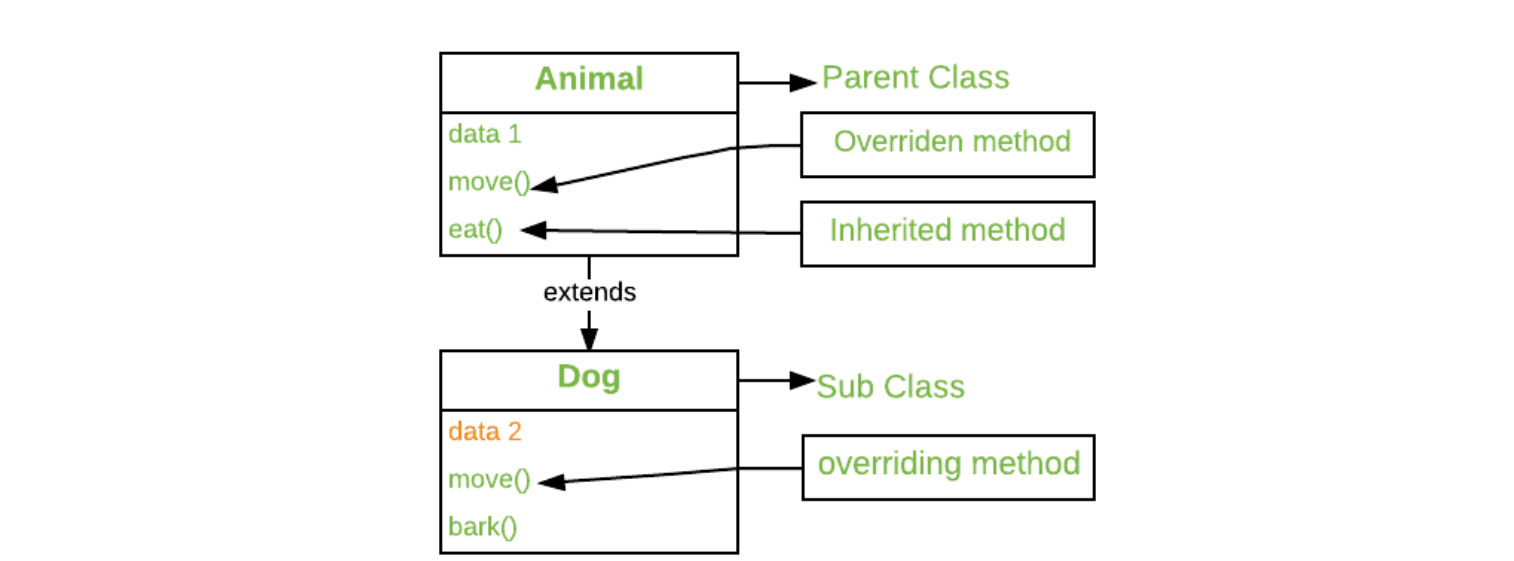 Animal
Parent Class
data 1
Overriden method
move()
eat()
Inherited method
extends
Dog
Sub Class
data 2
move()
overriding method
bark()